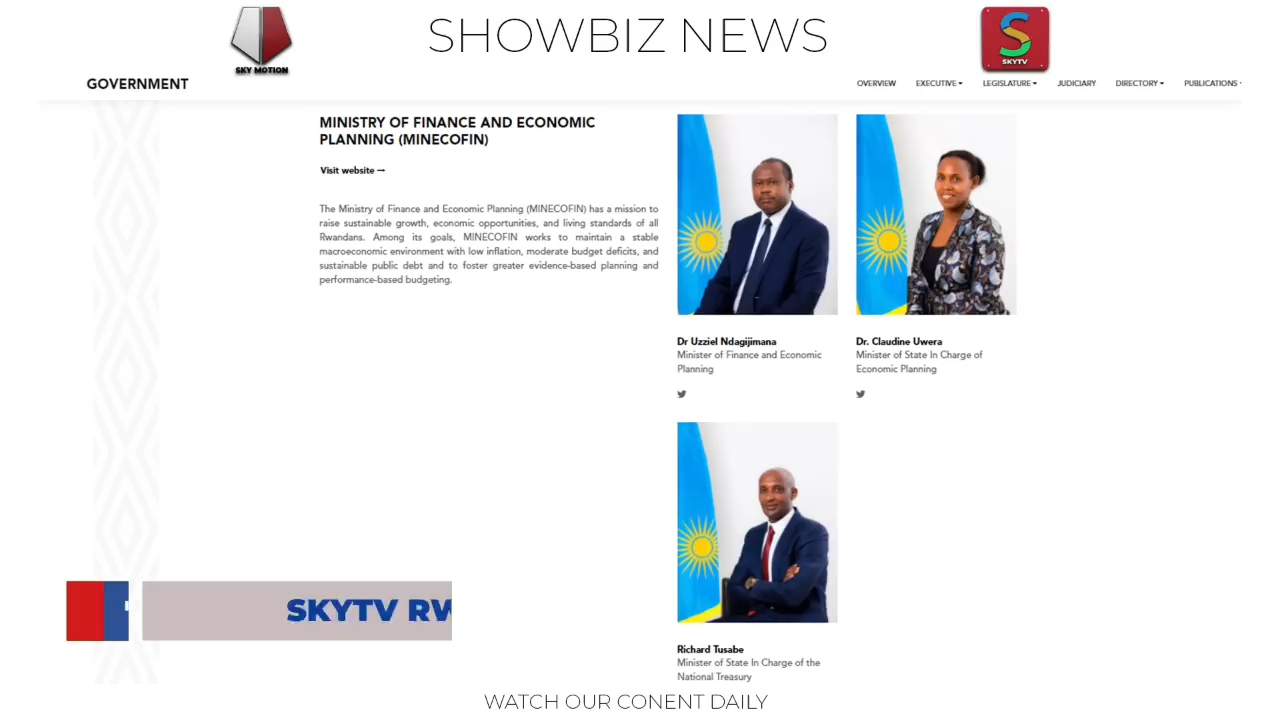 SHOWBIZ NEWS
SKY MOTION
S
SKYTV
GOVERNMENT
OVERVIEW EXECUTIVE LEGISLATURE JUDICIARY DIRECTORY PUBLICATIONS
MINISTRY OF FINANCE AND ECONOMIC
PLANNING (MINECOFIN)
Visit website
The Ministry of Finance and Economic Planning (MINECOFIN) has a mission to
raise sustainable growth, economic opportunities, and living standards of all
Rwandans. Among its goals, MINECOFIN works to maintain a stable
macroeconomic environment with low inflation, moderate budget deficits, and
sustainable public debt and to foster greater evidence-based planning and
performance-based budgeting.
Dr Uzziel Ndagijimana
Minister of Finance and Economic
Planning
Dr. Claudine Uwera
Minister of State In Charge of
Economic Planning
Richard Tusabe
Minister of State In Charge of the
National Treasury
SKYTV RW
WATCH OUR CONENT DAILY